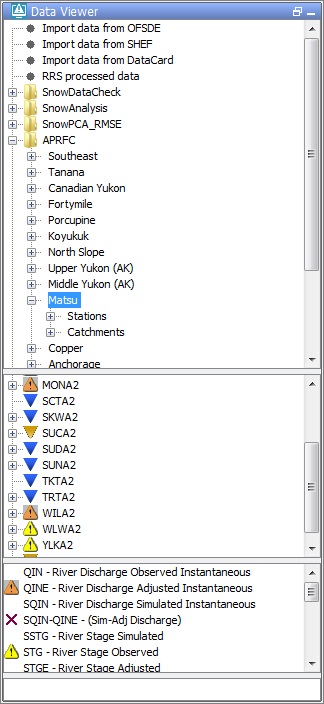 Data Viewer
Import data from OFSDE
Import data from SHEF
Import data from DataCard
RRS processed data
SnowDataCheck
SnowAnalysis
SnowPCA_RMSE
APRFC
Southeast
Tanana
Canadian Yukon
Fortymile
Porcupine
Koyukuk
North Slope
Upper Yukon (AK)
Middle Yukon (AK)
Matsu
Stations
Catchments
Copper
Anchorage
MONA2
SCTA2
SKWA2
SUCA2
SUDA2
SUNA2
TKTA2
TRTA2
WILA2
WLWA2
YLKA2
QIN - River Discharge Observed Instantaneous
QINE - River Discharge Adjusted Instantaneous
SQIN - River Discharge Simulated Instantaneous
SQIN-QINE - (Sim-Adj Discharge)
SSTG - River Stage Simulated
STG - River Stage Observed
STGE - River Stage Adjusted